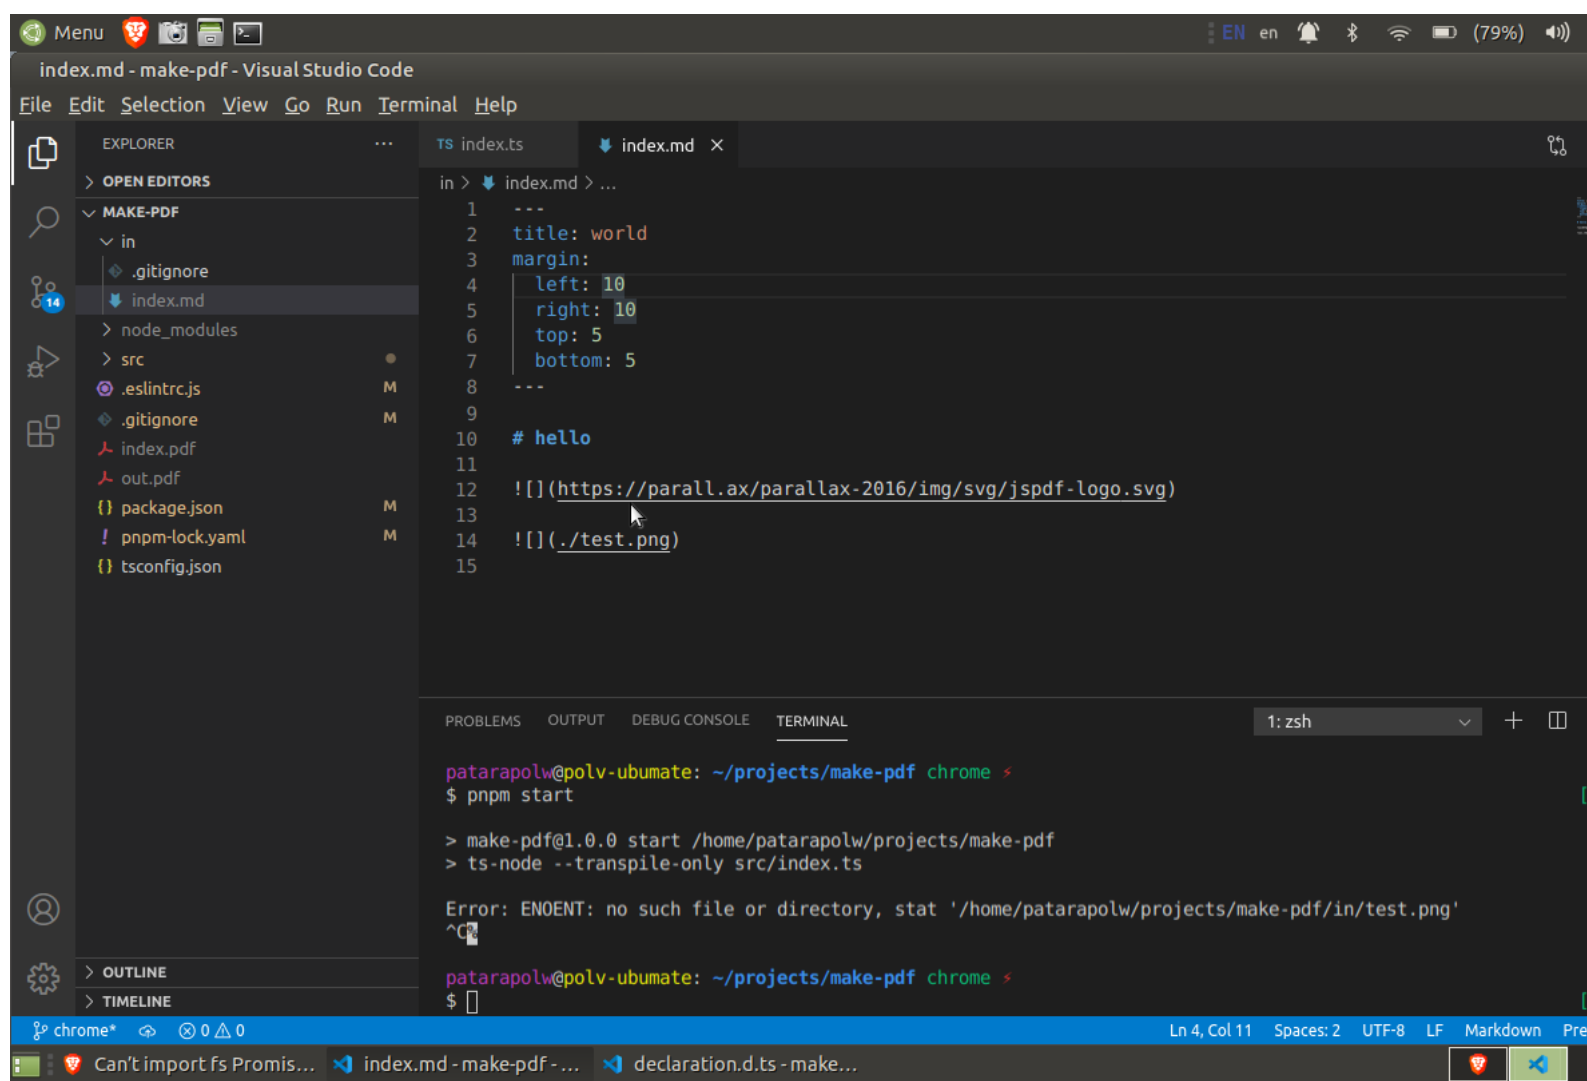 Menu
EN en (79%)
index.md - make-pdf - Visual Studio Code
File Edit Selection View Go Run Terminal Help
EXPLORER ...
OPEN EDITORS
MAKE-PDF
in
.gitignore
index.md
node_modules
src
.eslintrc.js M
.gitignore M
index.pdf
out.pdf
package.json M
pnpm-lock.yaml M
tsconfig.json
OUTLINE
TIMELINE
14
TS index.ts index.md ×
in > index.md > ...
1 ---
2 title: world
3 margin:
4 left: 10
5 right: 10
6 top: 5
7 bottom: 5
8 ---
9
10 # hello
11
12 ![](https://parall.ax/parallax-2016/img/svg/jspdf-logo.svg)
13
14 ![](./test.png)
15
PROBLEMS OUTPUT DEBUG CONSOLE TERMINAL 1: zsh
patarapolw@polv-ubumate: ~/projects/make-pdf chrome ⚡
$ pnpm start
> make-pdf@1.0.0 start /home/patarapolw/projects/make-pdf
> ts-node --transpile-only src/index.ts
Error: ENOENT: no such file or directory, stat '/home/patarapolw/projects/make-pdf/in/test.png'
^C%
patarapolw@polv-ubumate: ~/projects/make-pdf chrome ⚡
$
chrome* 0 0 Ln 4, Col 11 Spaces: 2 UTF-8 LF Markdown Pre
Can't import fs Promis... index.md - make-pdf - ... declaration.d.ts - make...